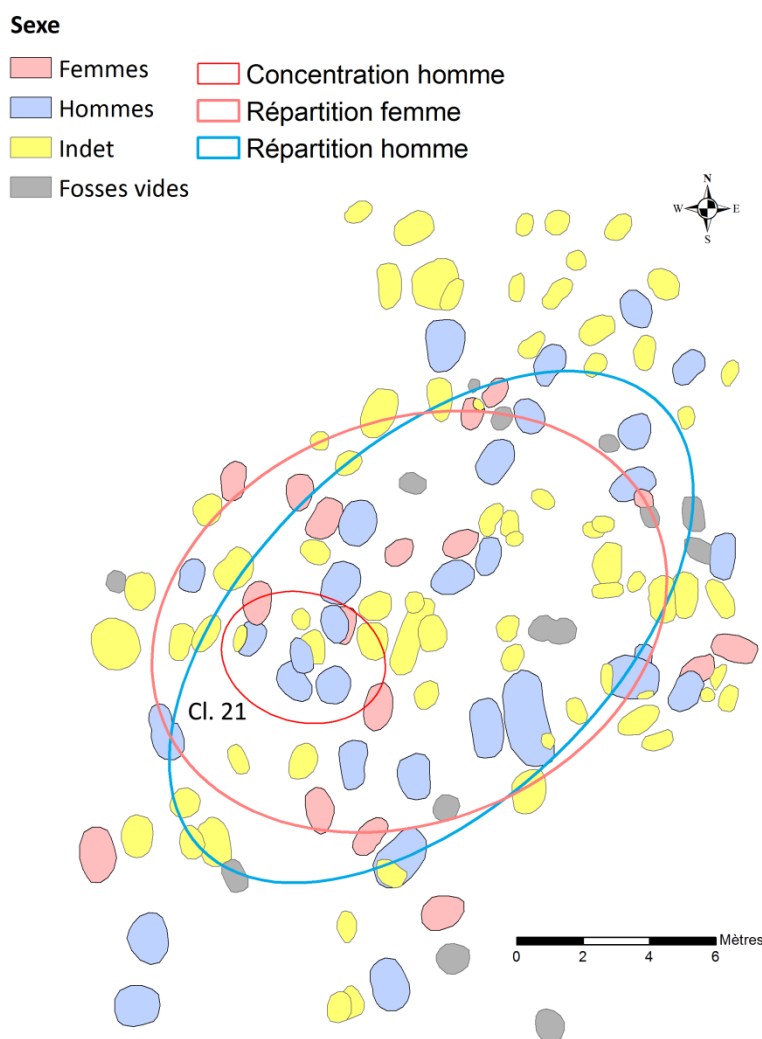 Sexe
Femmes
Hommes
Indet
Fosses vides
Concentration homme
Répartition femme
Répartition homme
N
W E
S
Cl. 21
Mètres
0 2 4 6